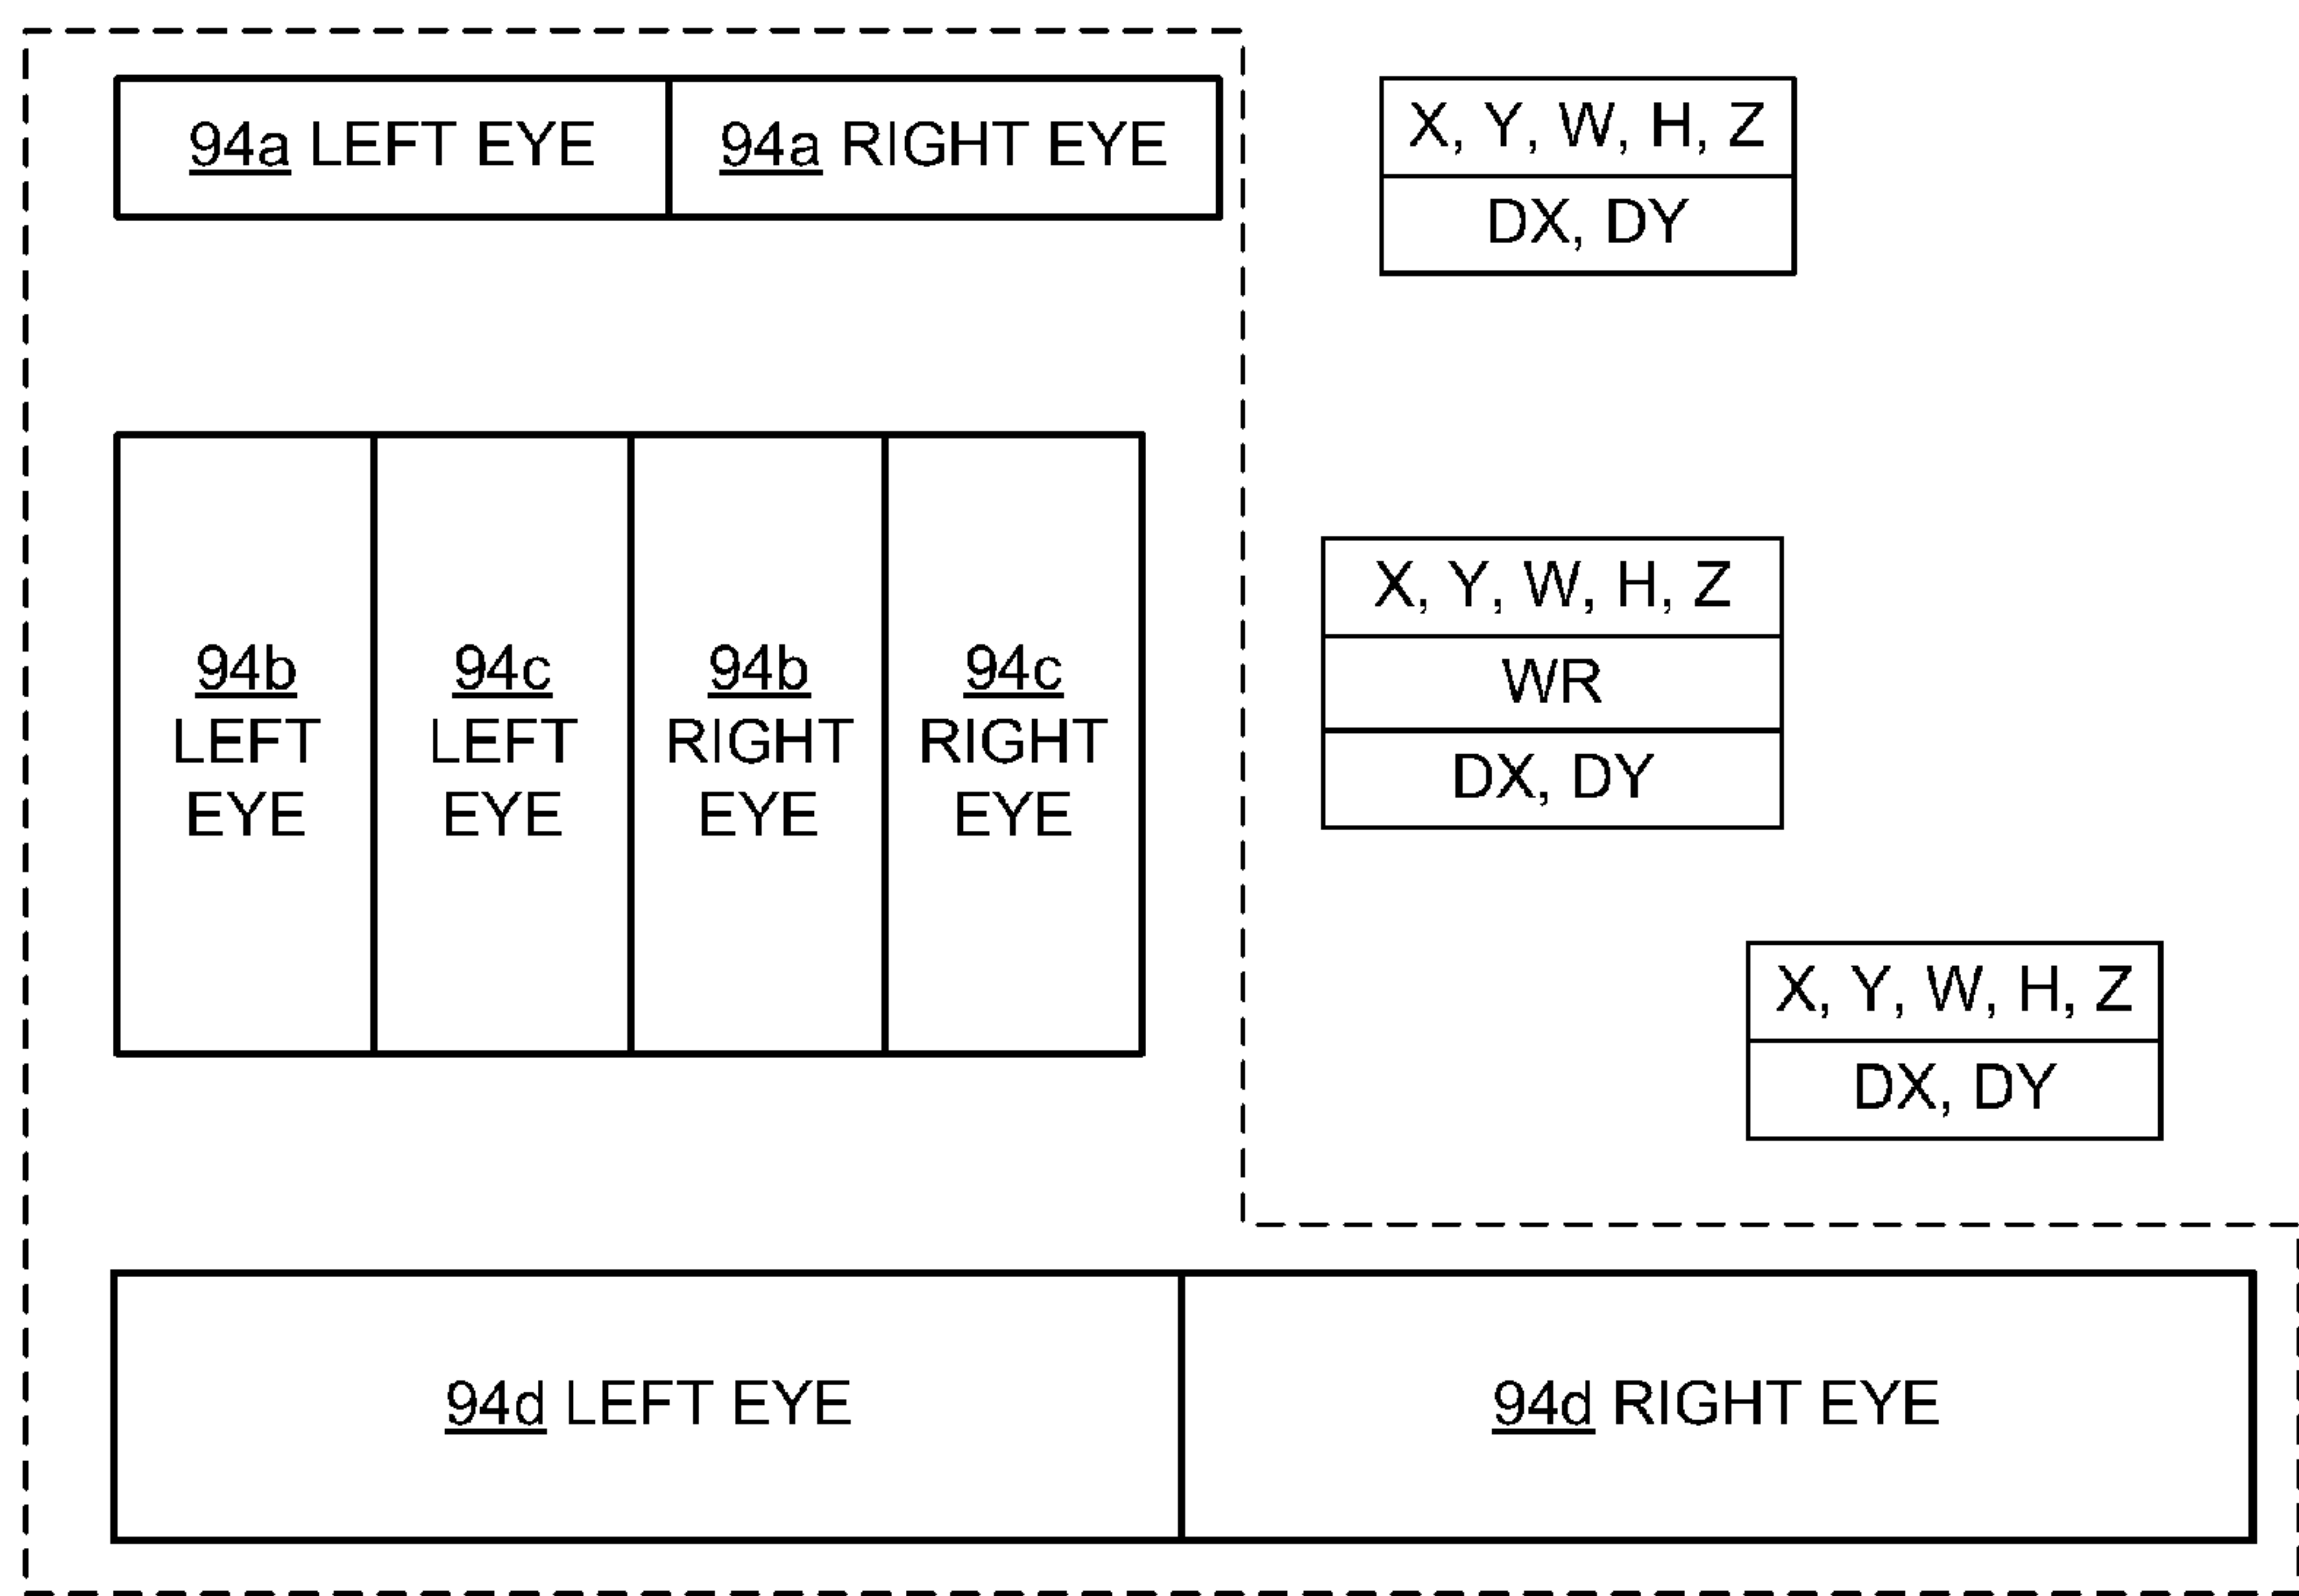 94a LEFT EYE
94a RIGHT EYE
X, Y, W, H, Z
DX, DY
94b
LEFT
EYE
94c
LEFT
EYE
94b
RIGHT
EYE
94c
RIGHT
EYE
X, Y, W, H, Z
WR
DX, DY
X, Y, W, H, Z
DX, DY
94d LEFT EYE
94d RIGHT EYE